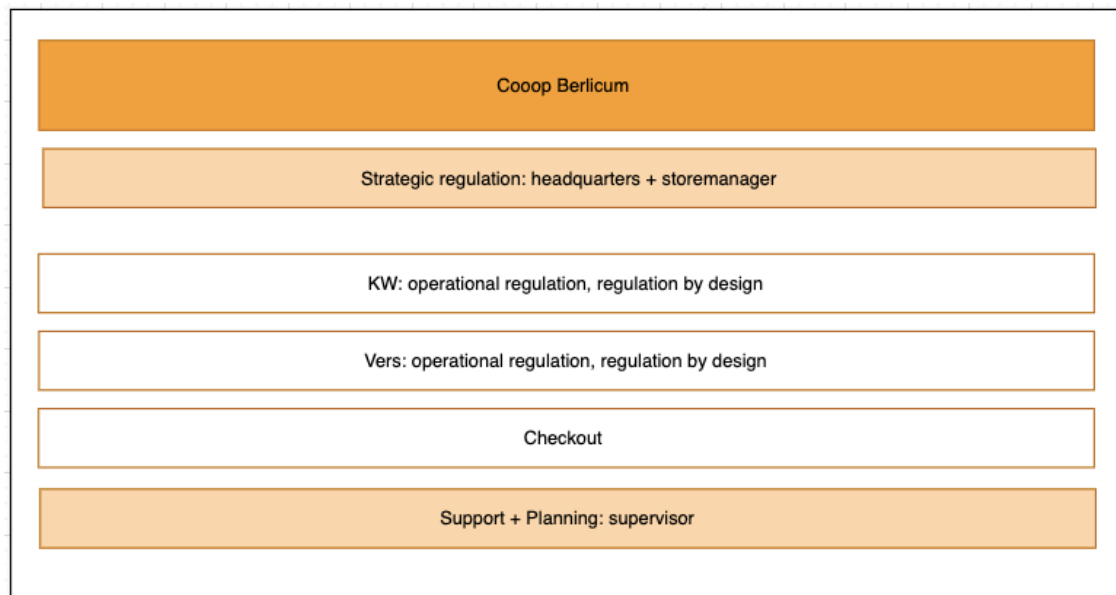 Cooop Berlicum
Strategic regulation: headquarters + storemanager
KW: operational regulation, regulation by design
Vers: operational regulation, regulation by design
Checkout
Support + Planning: supervisor